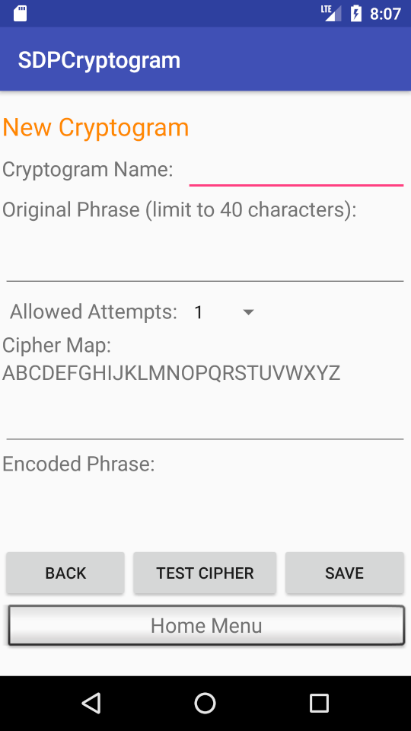 LTE 8:07
SDPCryptogram
New Cryptogram
Cryptogram Name:
Original Phrase (limit to 40 characters):
Allowed Attempts: 1
Cipher Map:
ABCDEFGHIJKLMNOPQRSTUVWXYZ
Encoded Phrase:
BACK TEST CIPHER SAVE
Home Menu